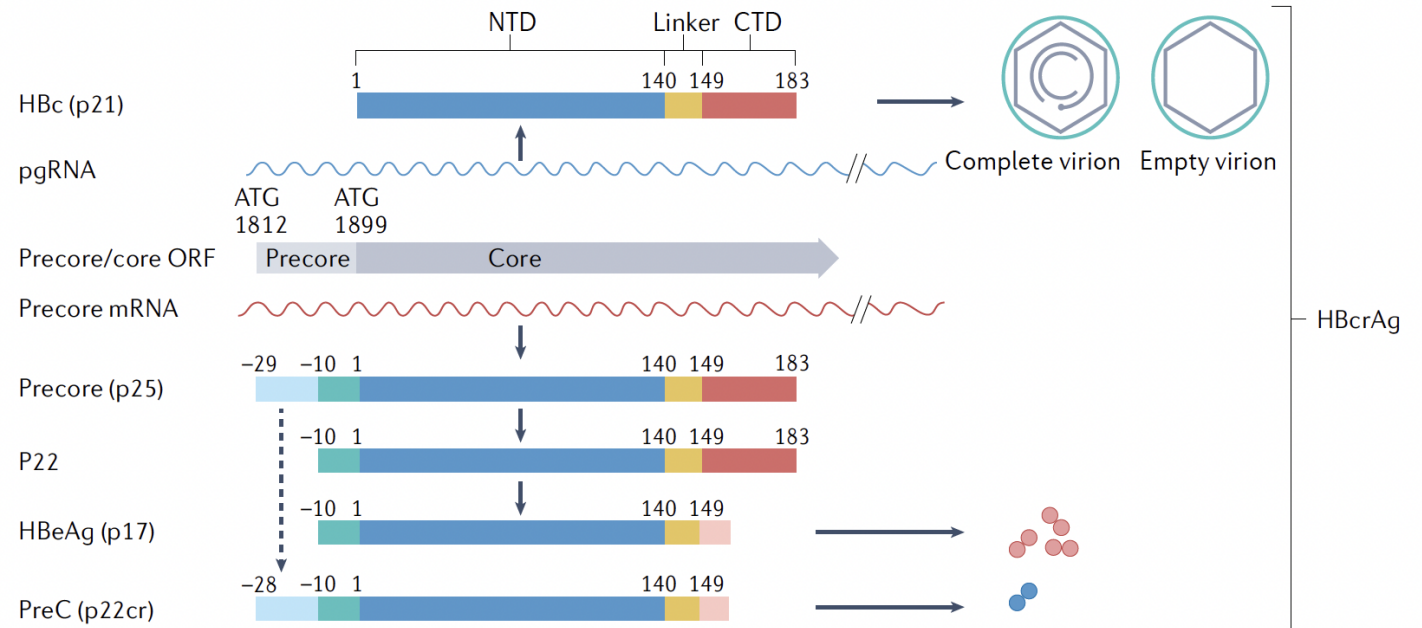 NTD Linker CTD
1 140 149 183
HBc (p21)
Complete virion Empty virion
pgRNA
ATG ATG
1812 1899
Precore/core ORF Precore Core
Precore mRNA
HBcrAg
–29 –10 1 140 149 183
Precore (p25)
–10 1 140 149 183
P22
–10 1 140 149
HBeAg (p17)
–28 –10 1 140 149
PreC (p22cr)